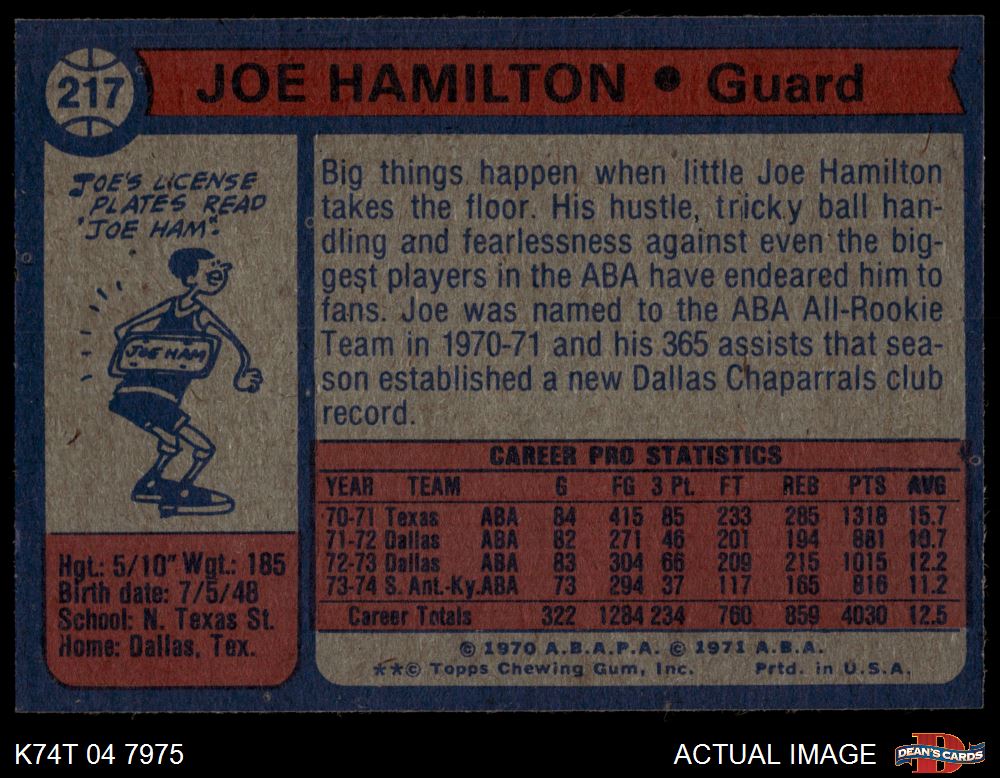 217
JOE HAMILTON • Guard
JOE'S LICENSE
PLATES READ
"JOE HAM".
JOE HAM
Hgt.: 5/10" Wgt.: 185
Birth date: 7/5/48
School: N. Texas St.
Home: Dallas, Tex.
Big things happen when little Joe Hamilton
takes the floor. His hustle, tricky ball han-
dling and fearlessness against even the big-
gest players in the ABA have endeared him to
fans. Joe was named to the ABA All-Rookie
Team in 1970-71 and his 365 assists that sea-
son established a new Dallas Chaparrals club
record.
CAREER PRO STATISTICS
YEAR TEAM G FG 3 Pt. FT REB PTS AVG
70-71 Texas ABA 84 415 85 233 285 1318 15.7
71-72 Dallas ABA 82 271 46 201 194 881 10.7
72-73 Dallas ABA 83 304 66 209 215 1015 12.2
73-74 S. Ant.-Ky. ABA 73 294 37 117 165 816 11.2
Career Totals 322 1284 234 760 859 4030 12.5
© 1970 A.B.A.P.A. © 1971 A.B.A.
**© Topps Chewing Gum, Inc. Prtd. in U.S.A.
K74T 04 7975
ACTUAL IMAGE
DEAN'S CARDS